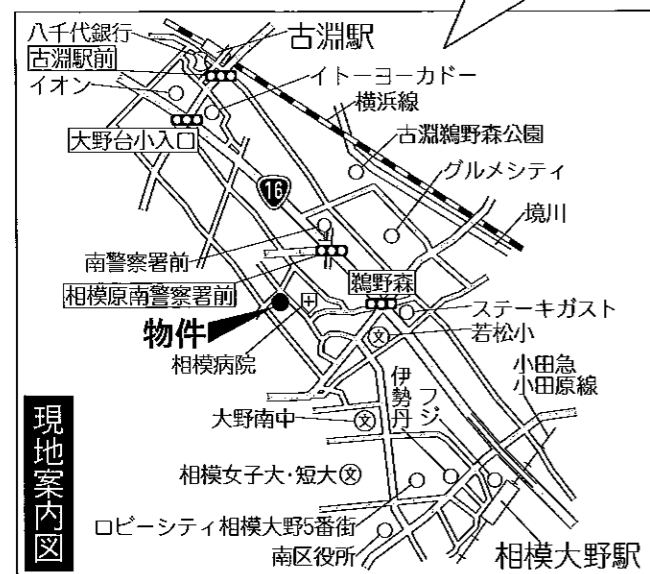 八千代銀行
古淵駅
古淵駅前
イオン
イトーヨーカドー
横浜線
大野台小入口
古淵鵜野森公園
16
グルメシティ
境川
南警察署前
相模原南警察署前
鵜野森
物件
相模病院
ステーキガスト
文
若松小
小田急
小田原線
伊勢丹
フジ
大野南中
文
相模女子大・短大
文
ロビーシティ相模大野5番街
南区役所
相模大野駅
現地案内図